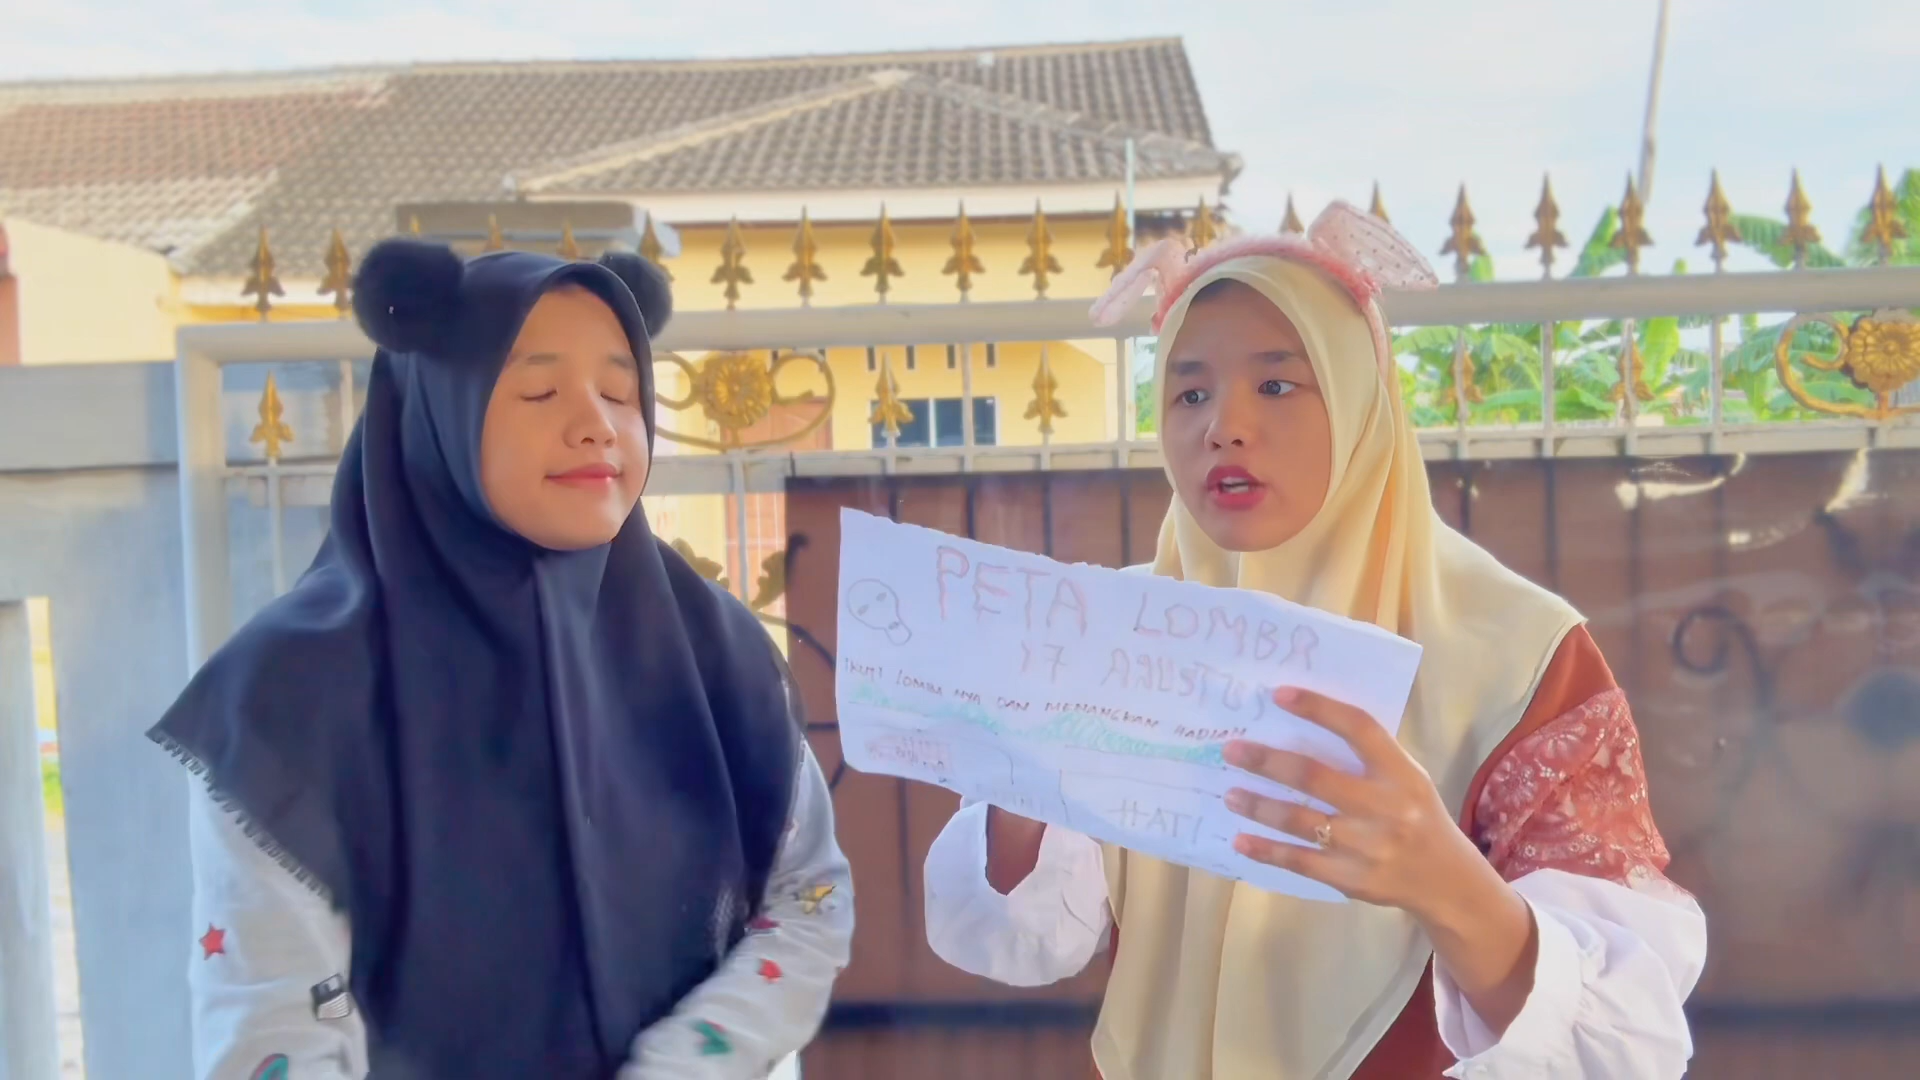 PETA LOMBA
17 AGUSTUS
IKUTI LOMBA NYA DAN MENANGKAN HADIAH
HATI-